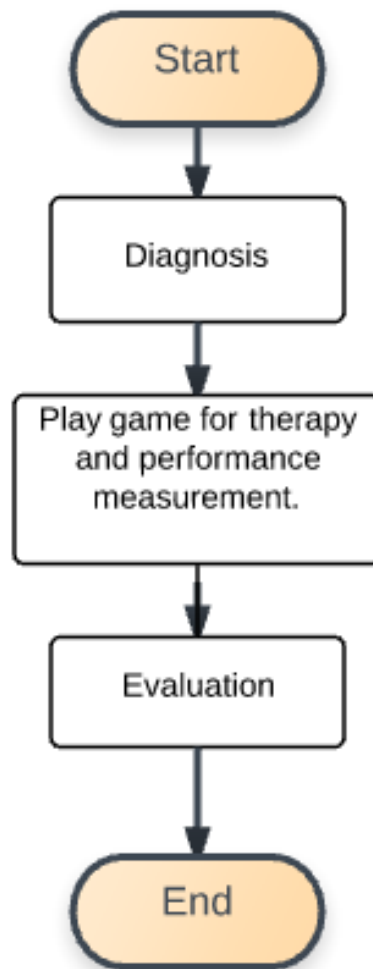 Start
Diagnosis
Play game for therapy
and performance
measurement.
Evaluation
End